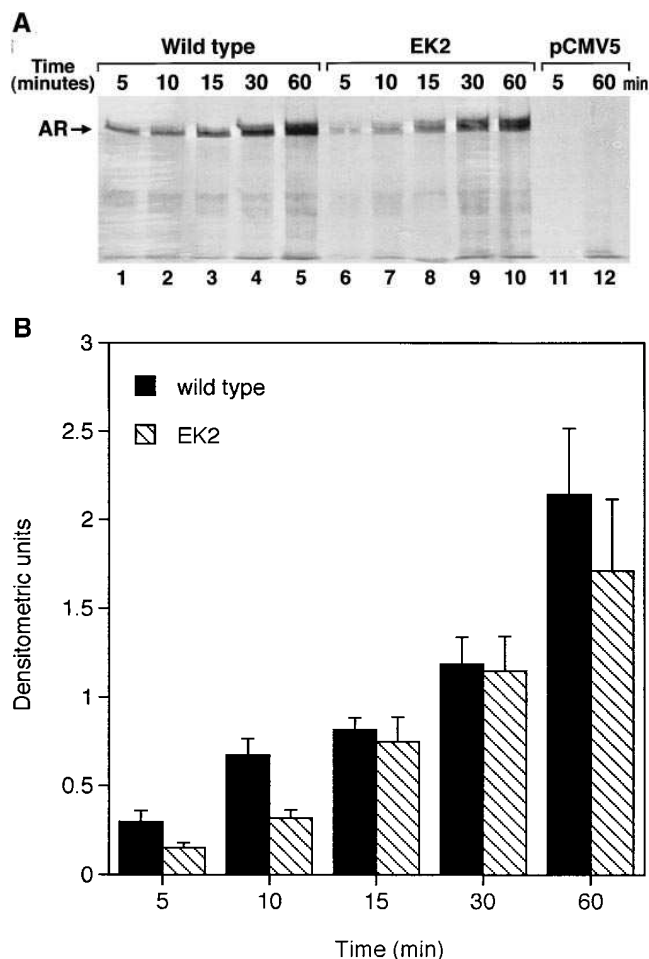 A
Wild type EK2 pCMV5
Time
(minutes) 5 10 15 30 60 5 10 15 30 60 5 60 min
AR→
1 2 3 4 5 6 7 8 9 10 11 12
B
3
wild type
2.5
EK2
2
1.5
1
0.5
0
Densitometric units
5 10 15 30 60
Time (min)